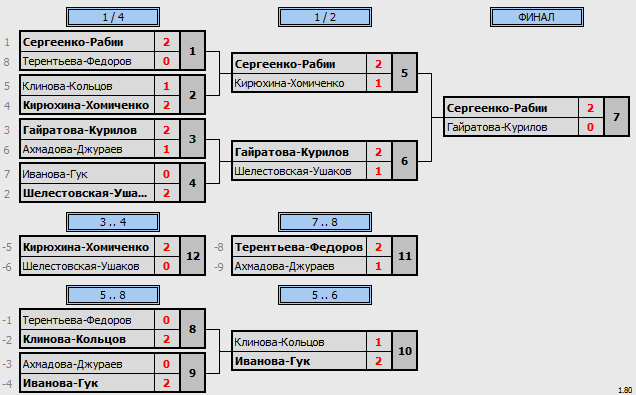 1 / 4
1 / 2
ФИНАЛ
1 Сергеенко-Рабии 2
8 Терентьева-Федоров 0
1
5 Клинова-Кольцов 1
4 Кирюхина-Хомиченко 2
2
3 Гайратова-Курилов 2
6 Ахмадова-Джураев 1
3
7 Иванова-Гук 0
2 Шелестовская-Уша... 2
4
Сергеенко-Рабии 2
Кирюхина-Хомиченко 1
5
Гайратова-Курилов 2
Шелестовская-Ушаков 1
6
Сергеенко-Рабии 2
Гайратова-Курилов 0
7
3 .. 4
-5 Кирюхина-Хомиченко 2
-6 Шелестовская-Ушаков 0
12
7 .. 8
-8 Терентьева-Федоров 2
-9 Ахмадова-Джураев 1
11
5 .. 8
-1 Терентьева-Федоров 0
-2 Клинова-Кольцов 2
8
-3 Ахмадова-Джураев 0
-4 Иванова-Гук 2
9
5 .. 6
Клинова-Кольцов 1
Иванова-Гук 2
10
1.80